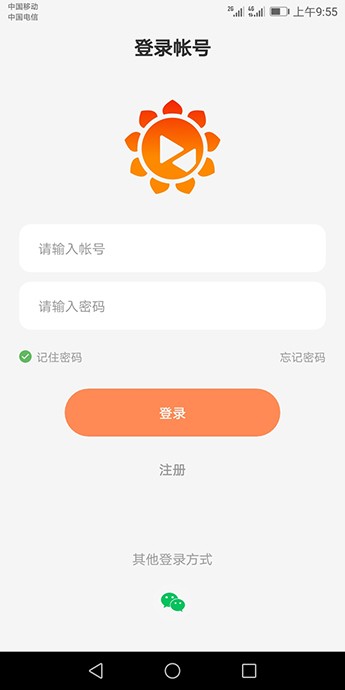 中国移动
中国电信
2G 4G 上午9:55
登录帐号
请输入帐号
请输入密码
记住密码 忘记密码
登录
注册
其他登录方式